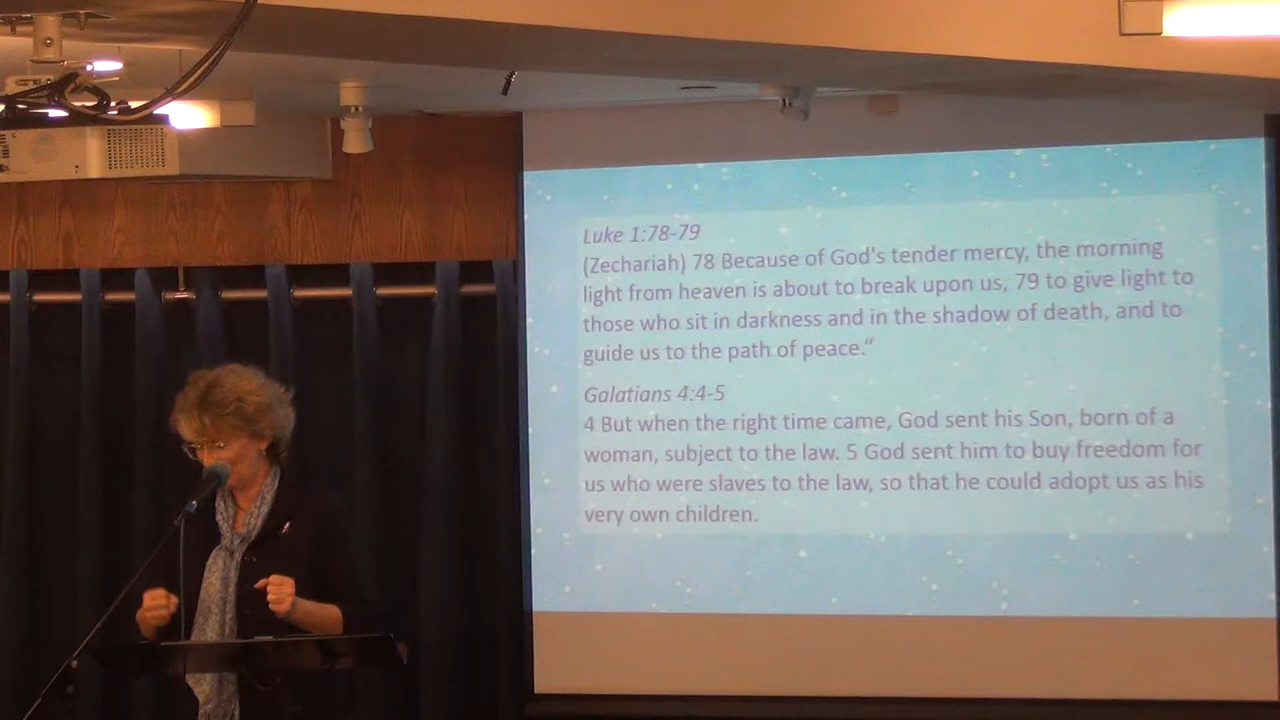 Luke 1:78-79
(Zechariah) 78 Because of God's tender mercy, the morning
light from heaven is about to break upon us, 79 to give light to
those who sit in darkness and in the shadow of death, and to
guide us to the path of peace.“
Galatians 4:4-5
4 But when the right time came, God sent his Son, born of a
woman, subject to the law. 5 God sent him to buy freedom for
us who were slaves to the law, so that he could adopt us as his
very own children.